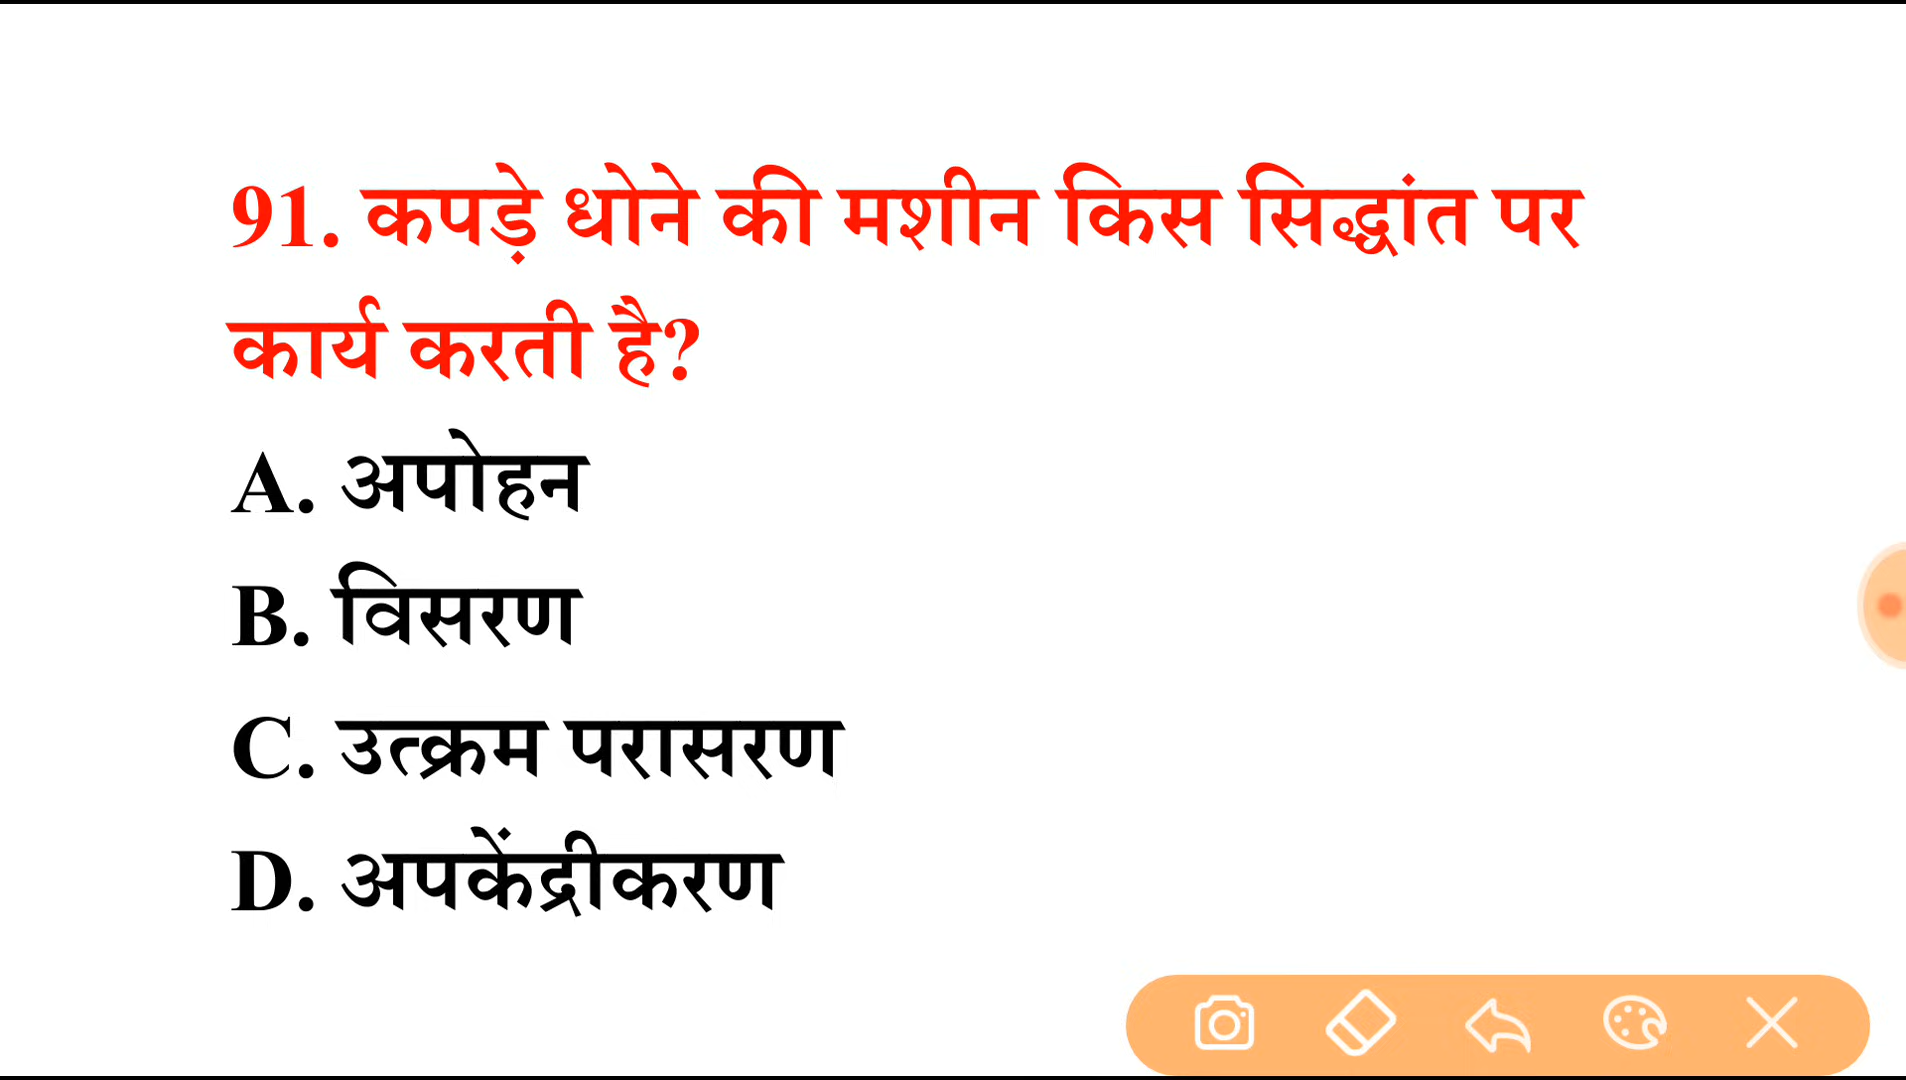 91. कपड़े धोने की मशीन किस सिद्धांत पर
कार्य करती है?
A. अपोहन
B. विसरण
C. उत्क्रम परासरण
D. अपकेंद्रीकरण